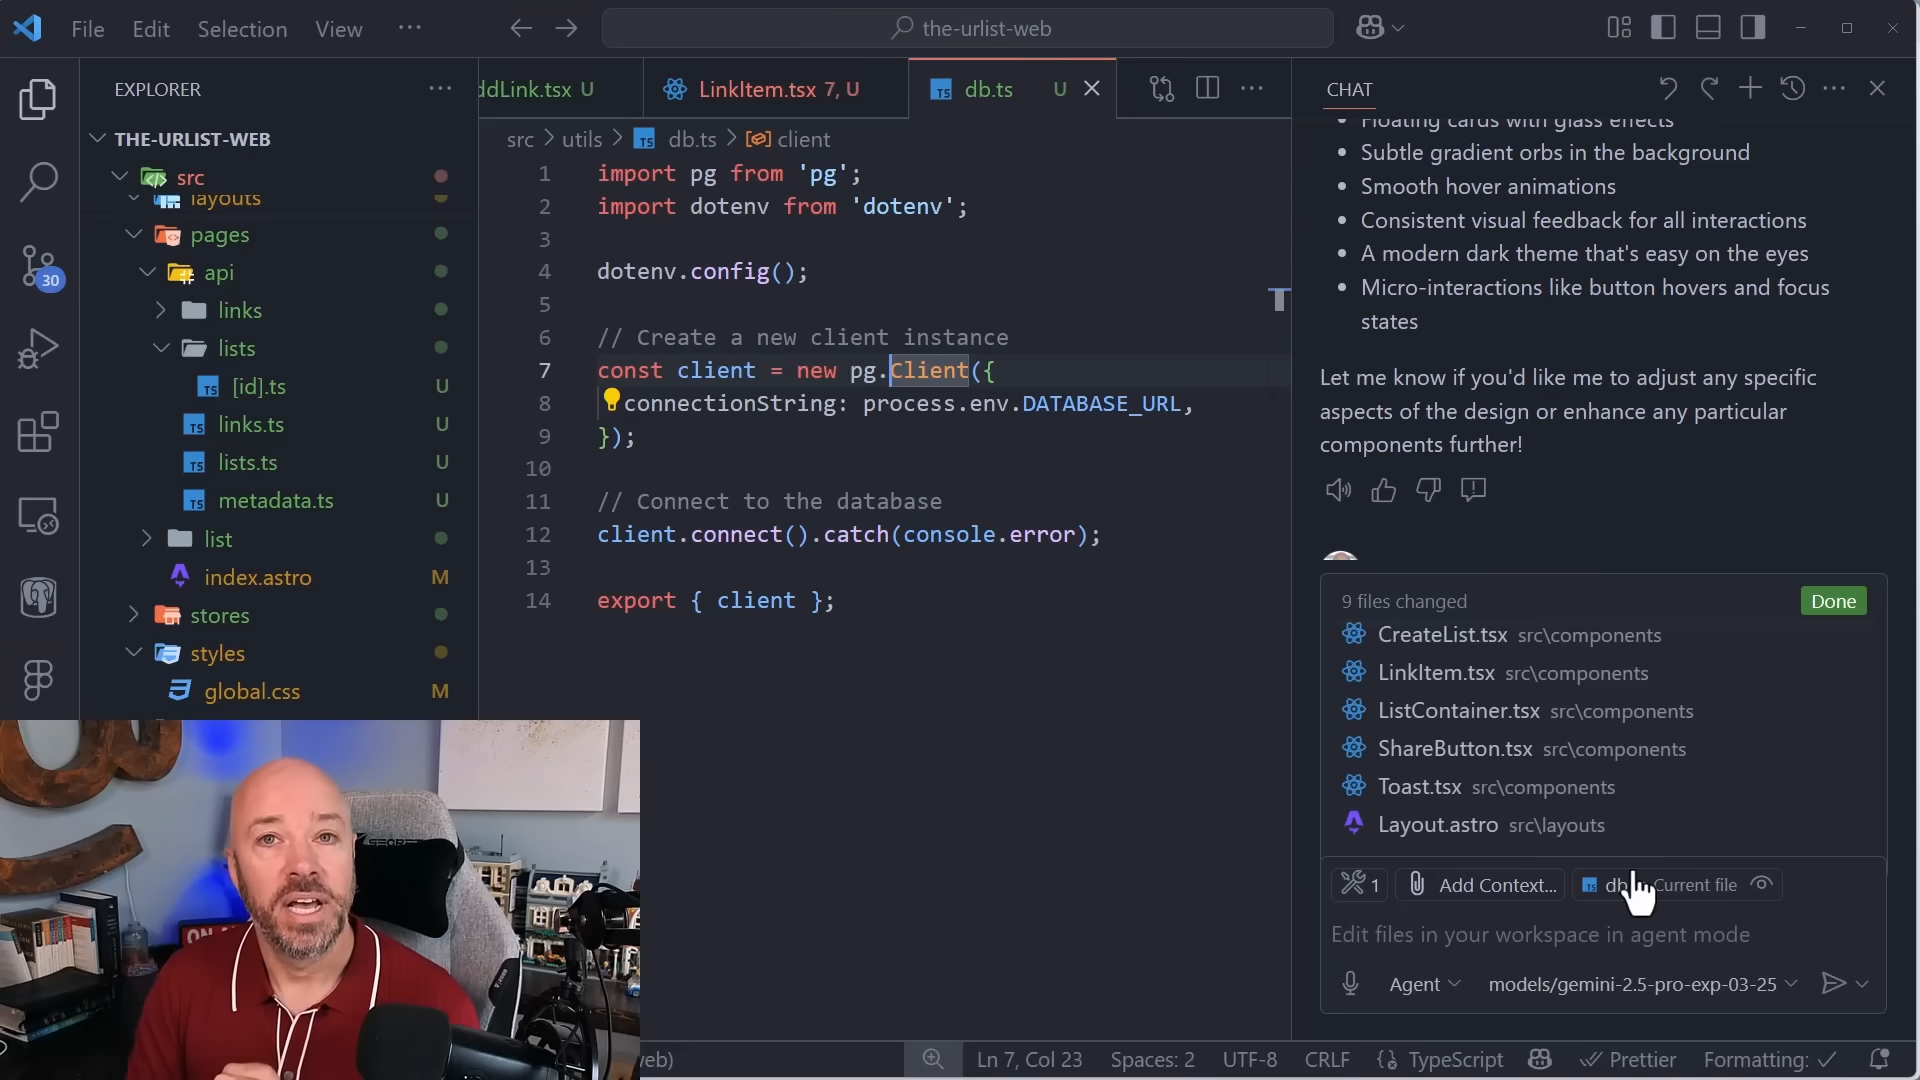 File Edit Selection View ···
the-urlist-web
EXPLORER ···
THE-URLIST-WEB
src
layouts
pages
api
links
lists
[id].ts U
links.ts U
lists.ts U
metadata.ts U
list
index.astro M
stores
styles
global.css M
30
ddLink.tsx U
LinkItem.tsx 7, U
db.ts U
src > utils > TS db.ts > client
1 import pg from 'pg';
2 import dotenv from 'dotenv';
3
4 dotenv.config();
5
6 // Create a new client instance
7 const client = new pg.Client({
8 connectionString: process.env.DATABASE_URL,
9 });
10
11 // Connect to the database
12 client.connect().catch(console.error);
13
14 export { client };
CHAT
Floating cards with glass effects
• Subtle gradient orbs in the background
• Smooth hover animations
• Consistent visual feedback for all interactions
• A modern dark theme that's easy on the eyes
• Micro-interactions like button hovers and focus
states
Let me know if you'd like me to adjust any specific
aspects of the design or enhance any particular
components further!
9 files changed Done
CreateList.tsx src\components
LinkItem.tsx src\components
ListContainer.tsx src\components
ShareButton.tsx src\components
Toast.tsx src\components
Layout.astro src\layouts
1 Add Context... TS db Current file
Edit files in your workspace in agent mode
Agent models/gemini-2.5-pro-exp-03-25
web) Ln 7, Col 23 Spaces: 2 UTF-8 CRLF {} TypeScript Prettier Formatting: ✓